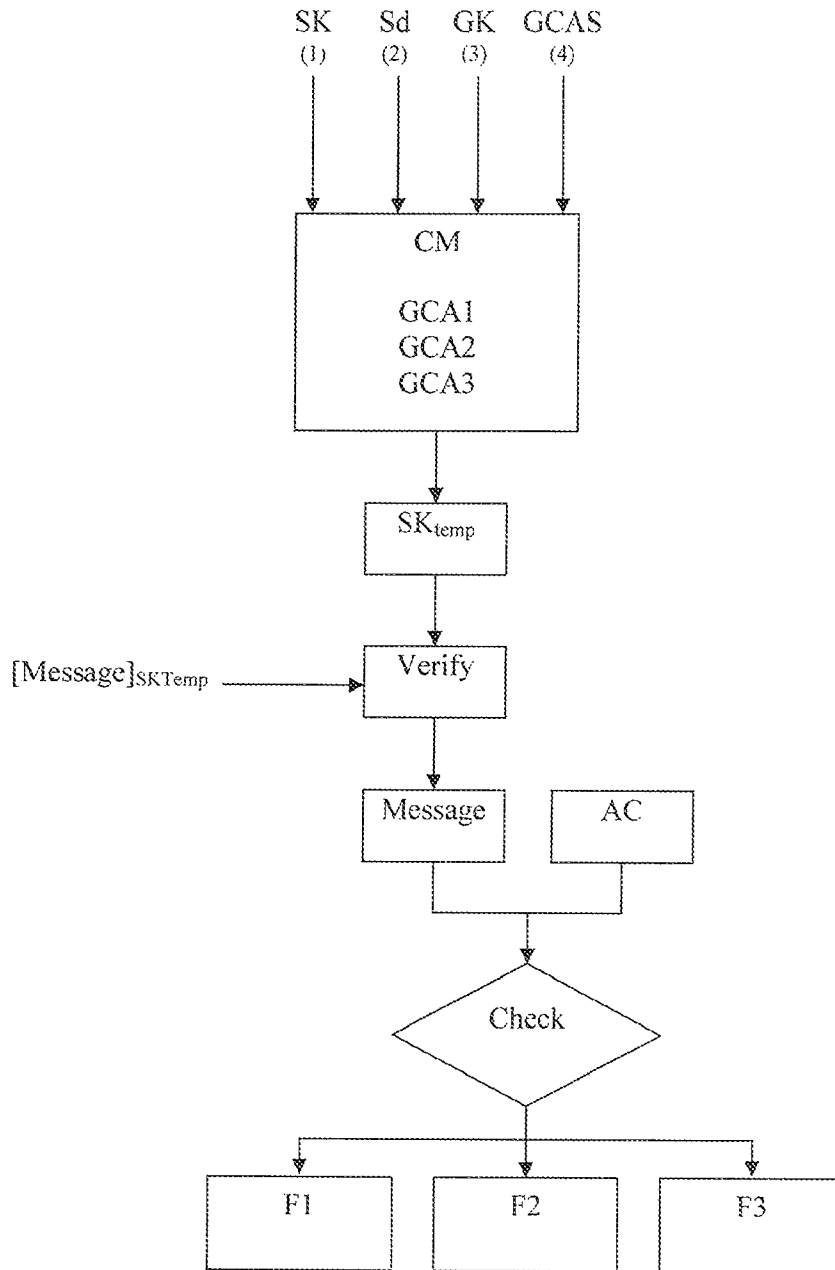 SK Sd GK GCAS
(1) (2) (3) (4)
CM
GCA1
GCA2
GCA3
SKtemp
[Message]SKTemp
Verify
Message AC
Check
F1 F2 F3